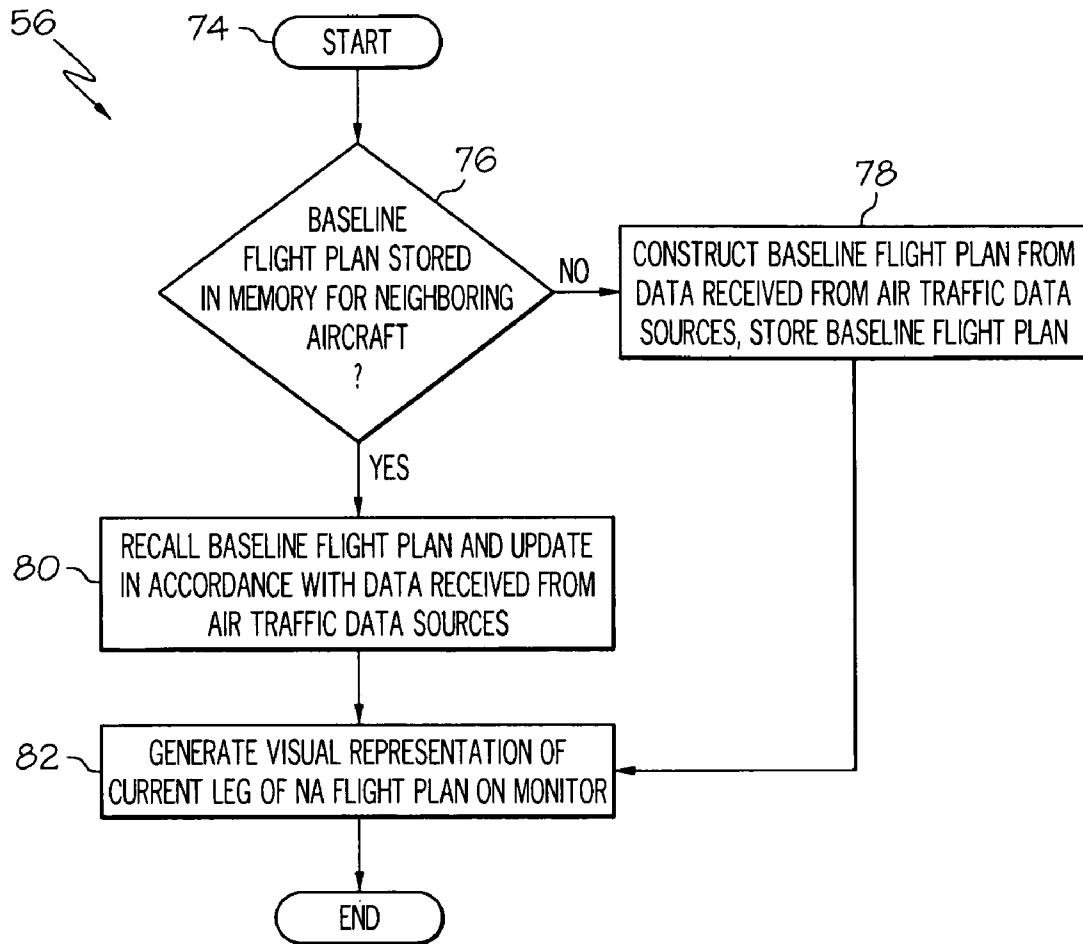 56
74
START
76
BASELINE
FLIGHT PLAN STORED
IN MEMORY FOR NEIGHBORING
AIRCRAFT
?
NO
78
CONSTRUCT BASELINE FLIGHT PLAN FROM
DATA RECEIVED FROM AIR TRAFFIC DATA
SOURCES, STORE BASELINE FLIGHT PLAN
YES
80
RECALL BASELINE FLIGHT PLAN AND UPDATE
IN ACCORDANCE WITH DATA RECEIVED FROM
AIR TRAFFIC DATA SOURCES
82
GENERATE VISUAL REPRESENTATION OF
CURRENT LEG OF NA FLIGHT PLAN ON MONITOR
END